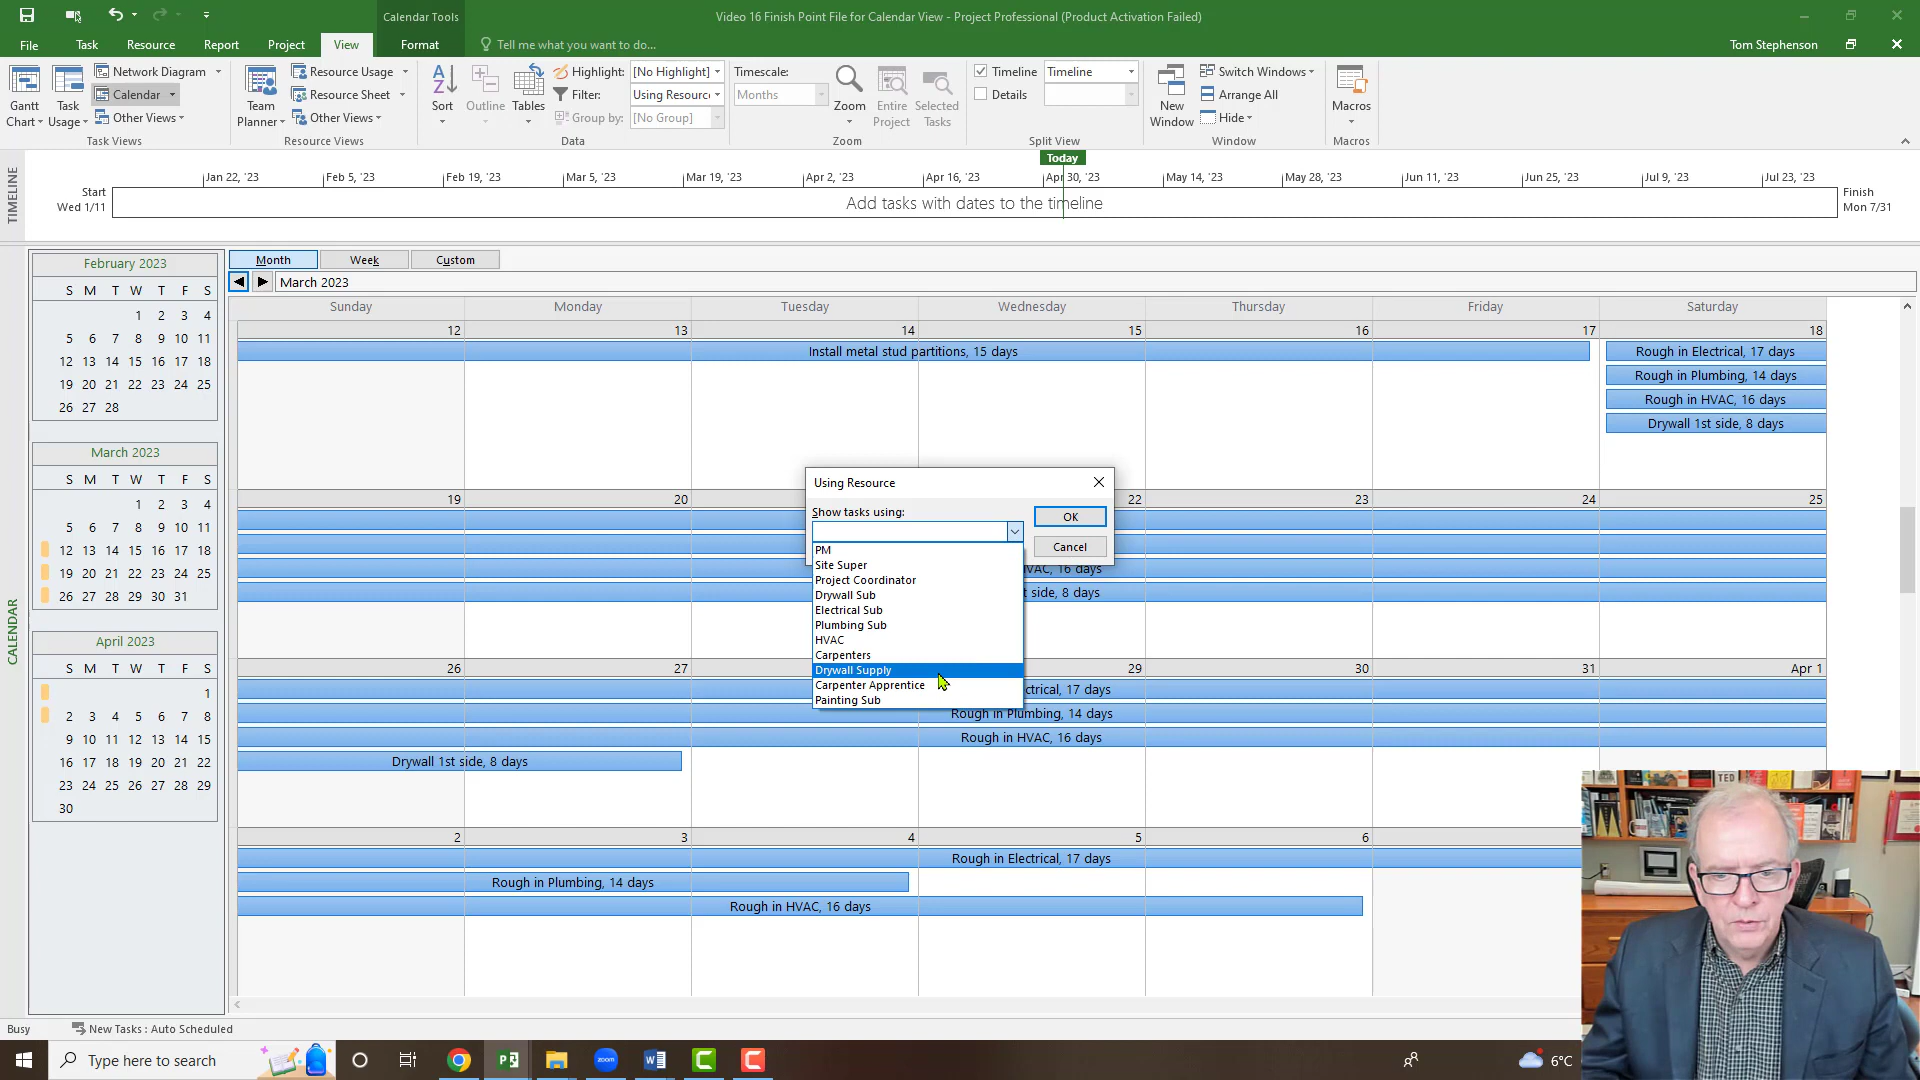 Calendar Tools
Video 16 Finish Point File for Calendar View - Project Professional (Product Activation Failed)
File Task Resource Report Project View Format Tell me what you want to do... Tom Stephenson
Gantt Chart
Task Usage
Network Diagram
Calendar
Other Views
Task Views
Team Planner
Resource Usage
Resource Sheet
Other Views
Resource Views
Sort
Outline
Tables
Highlight: [No Highlight]
Filter: Using Resourc
Group by: [No Group]
Data
Timescale:
Months
Zoom
Entire Project
Selected Tasks
Zoom
Timeline Timeline
Details
Split View
New Window
Switch Windows
Arrange All
Hide
Window
Macros
Macros
TIMELINE
Today
Jan 22, '23 Feb 5, '23 Feb 19, '23 Mar 5, '23 Mar 19, '23 Apr 2, '23 Apr 16, '23 Apr 30, '23 May 14, '23 May 28, '23 Jun 11, '23 Jun 25, '23 Jul 9, '23 Jul 23, '23
Start
Wed 1/11
Add tasks with dates to the timeline
Finish
Mon 7/31
CALENDAR
February 2023
S M T W T F S
1 2 3 4
5 6 7 8 9 10 11
12 13 14 15 16 17 18
19 20 21 22 23 24 25
26 27 28
March 2023
S M T W T F S
1 2 3 4
5 6 7 8 9 10 11
12 13 14 15 16 17 18
19 20 21 22 23 24 25
26 27 28 29 30 31
April 2023
S M T W T F S
1
2 3 4 5 6 7 8
9 10 11 12 13 14 15
16 17 18 19 20 21 22
23 24 25 26 27 28 29
30
Month Week Custom
March 2023
Sunday Monday Tuesday Wednesday Thursday Friday Saturday
12 13 14 15 16 17 18
Install metal stud partitions, 15 days Rough in Electrical, 17 days
Rough in Plumbing, 14 days
Rough in HVAC, 16 days
Drywall 1st side, 8 days
19 20 22 23 24 25
HVAC, 16 days
t side, 8 days
26 27 29 30 31 Apr 1
ctrical, 17 days
Rough in Plumbing, 14 days
Rough in HVAC, 16 days
Drywall 1st side, 8 days
2 3 4 5 6
Rough in Electrical, 17 days
Rough in Plumbing, 14 days
Rough in HVAC, 16 days
Using Resource
Show tasks using:
OK
Cancel
PM
Site Super
Project Coordinator
Drywall Sub
Electrical Sub
Plumbing Sub
HVAC
Carpenters
Drywall Supply
Carpenter Apprentice
Painting Sub
TED
Busy New Tasks : Auto Scheduled
Type here to search
zoom
6°C